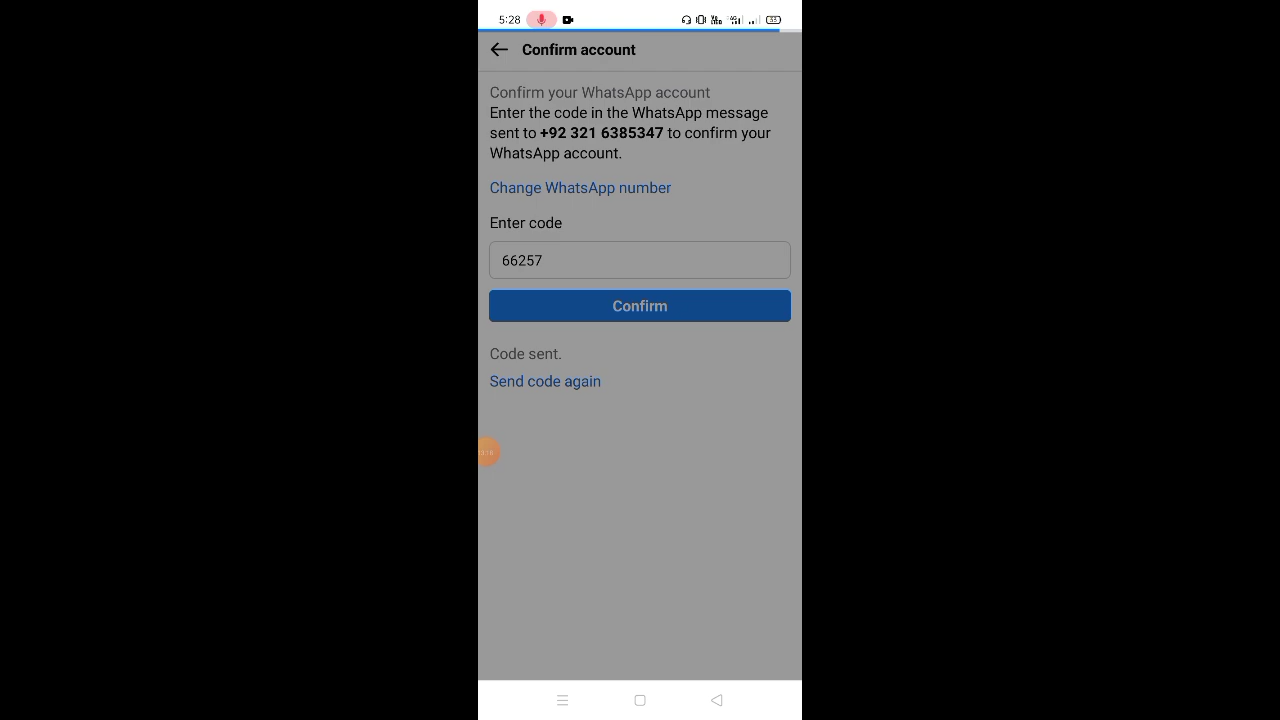 5:28
33
Confirm account
Confirm your WhatsApp account
Enter the code in the WhatsApp message
sent to +92 321 6385347 to confirm your
WhatsApp account.
Change WhatsApp number
Enter code
66257
Confirm
Code sent.
Send code again